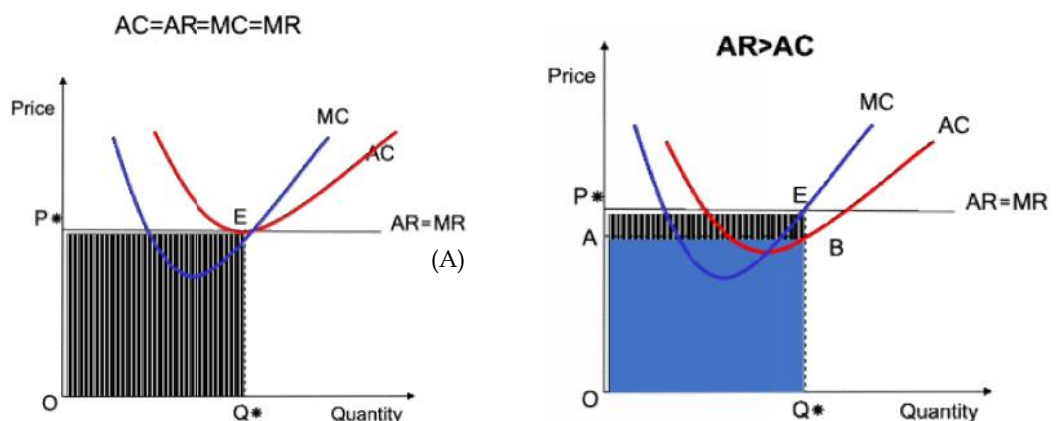 AC=AR=MC=MR
Price
MC
AC
P*
E
AR=MR
O
Q*
Quantity
(A)
AR>AC
Price
MC
AC
P*
E
AR=MR
A
B
O
Q*
Quantity